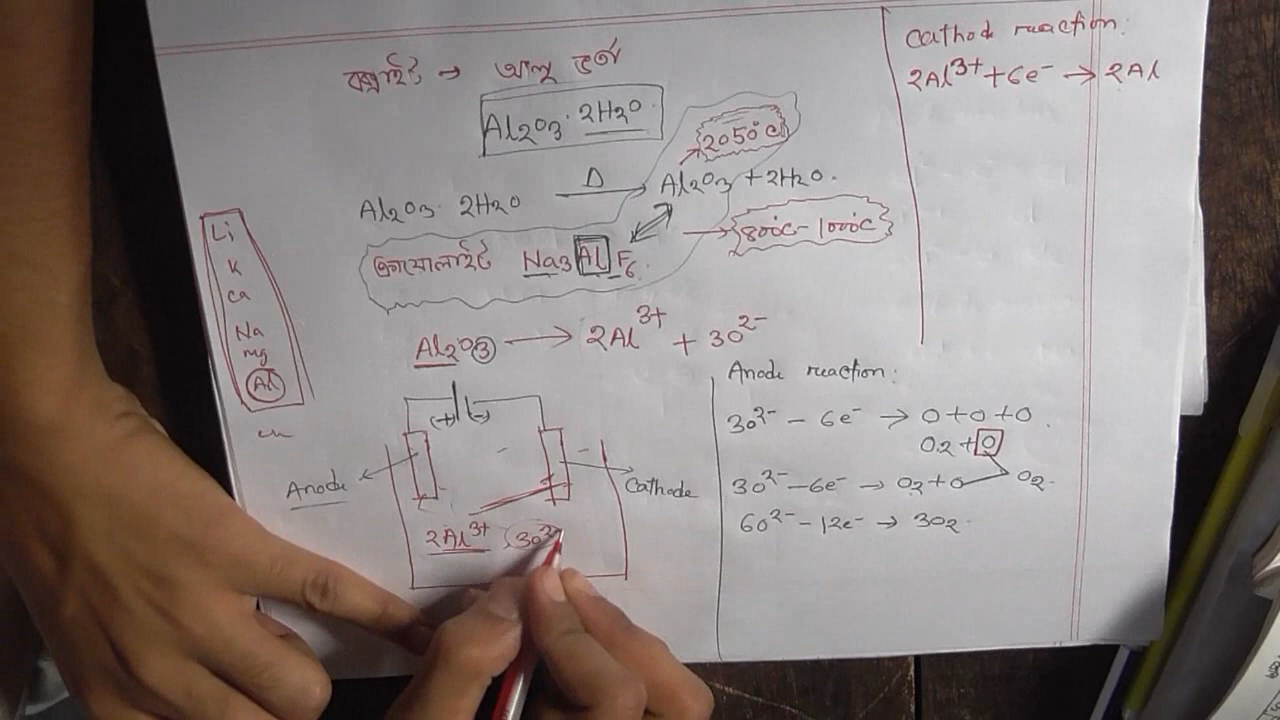 বক্সাইট → অ্যালু
Al2O3. 2H2O.
2050°C
Al2O3. 2H2O —Δ→ Al2O3 + 2H2O.
Na3AlF6.
→ 800°C - 1000°C
Al2O3 → 2Al³⁺ + 3O²⁻
Li
K
Ca
Na
Mg
Al
(+) (-)
Anode
Cathode
2Al³⁺ 3O²⁻
Cathode reaction:
2Al³⁺ + 6e⁻ → 2Al
Anode reaction:
3O²⁻ - 6e⁻ → O + O + O
O2 + O
3O²⁻ - 6e⁻ → O2 + O O2.
6O²⁻ - 12e⁻ → 3O2